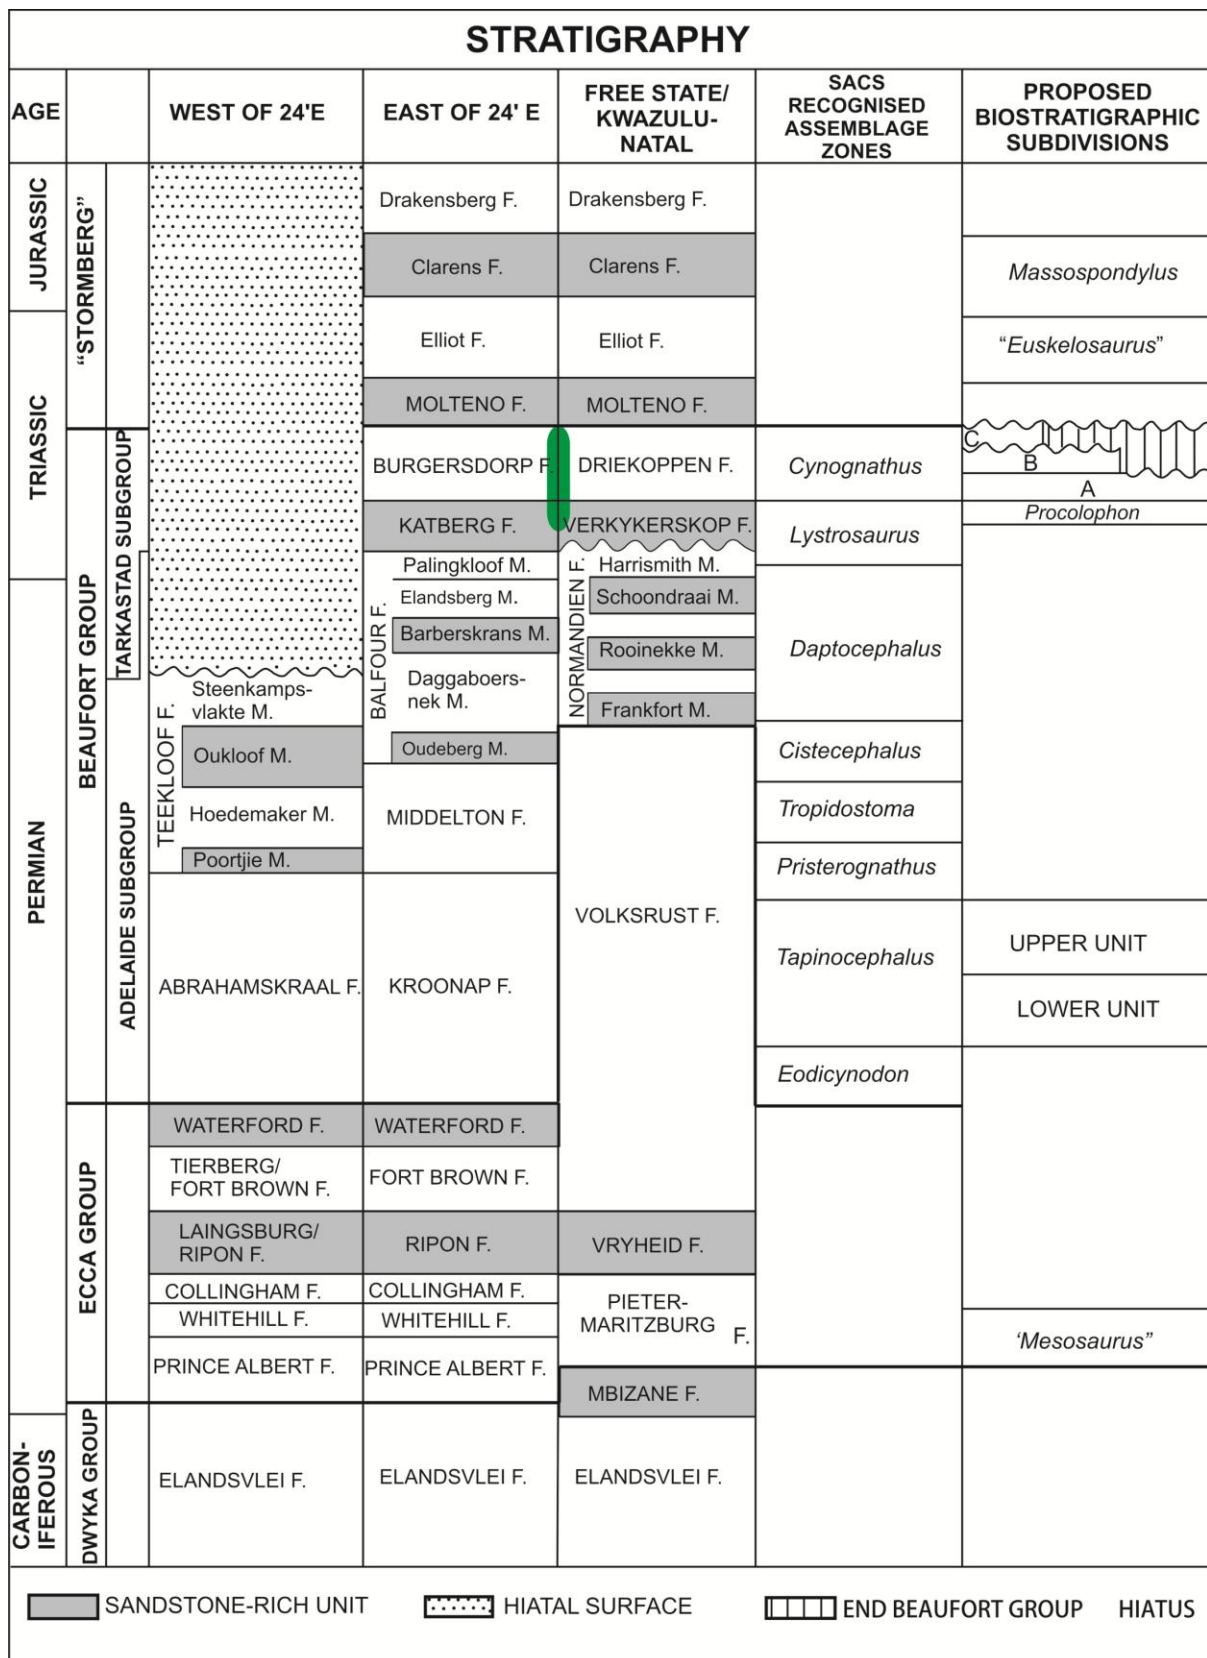 STRATIGRAPHY
AGE
WEST OF 24'E
EAST OF 24' E
FREE STATE/
KWAZULU-
NATAL
SACS
RECOGNISED
ASSEMBLAGE
ZONES
PROPOSED
BIOSTRATIGRAPHIC
SUBDIVISIONS
JURASSIC
TRIASSIC
PERMIAN
CARBON-
IFEROUS
"STORMBERG"
BEAUFORT GROUP
ECCA GROUP
DWYKA GROUP
TARKASTAD SUBGROUP
ADELAIDE SUBGROUP
Steenkamps-
vlakte M.
TEEKLOOF F.
Oukloof M.
Hoedemaker M.
Poortjie M.
ABRAHAMSKRAAL F.
WATERFORD F.
TIERBERG/
FORT BROWN F.
LAINGSBURG/
RIPON F.
COLLINGHAM F.
WHITEHILL F.
PRINCE ALBERT F.
ELANDSVLEI F.
Drakensberg F.
Clarens F.
Elliot F.
MOLTENO F.
BURGERSDORP F.
KATBERG F.
Palingkloof M.
Elandsberg M.
BALFOUR F.
Barberskrans M.
Daggaboers-
nek M.
Oudeberg M.
MIDDELTON F.
KROONAP F.
WATERFORD F.
FORT BROWN F.
RIPON F.
COLLINGHAM F.
WHITEHILL F.
PRINCE ALBERT F.
ELANDSVLEI F.
Drakensberg F.
Clarens F.
Elliot F.
MOLTENO F.
DRIEKOPPEN F.
VERKYKERSKOP F.
NORMANDIEN F.
Harrismith M.
Schoondraai M.
Rooinekke M.
Frankfort M.
VOLKSRUST F.
VRYHEID F.
PIETER-
MARITZBURG F.
MBIZANE F.
ELANDSVLEI F.
Cynognathus
Lystrosaurus
Daptocephalus
Cistecephalus
Tropidostoma
Pristerognathus
Tapinocephalus
Eodicynodon
Massospondylus
"Euskelosaurus"
C
B
A
Procolophon
UPPER UNIT
LOWER UNIT
'Mesosaurus"
SANDSTONE-RICH UNIT
HIATAL SURFACE
END BEAUFORT GROUP HIATUS